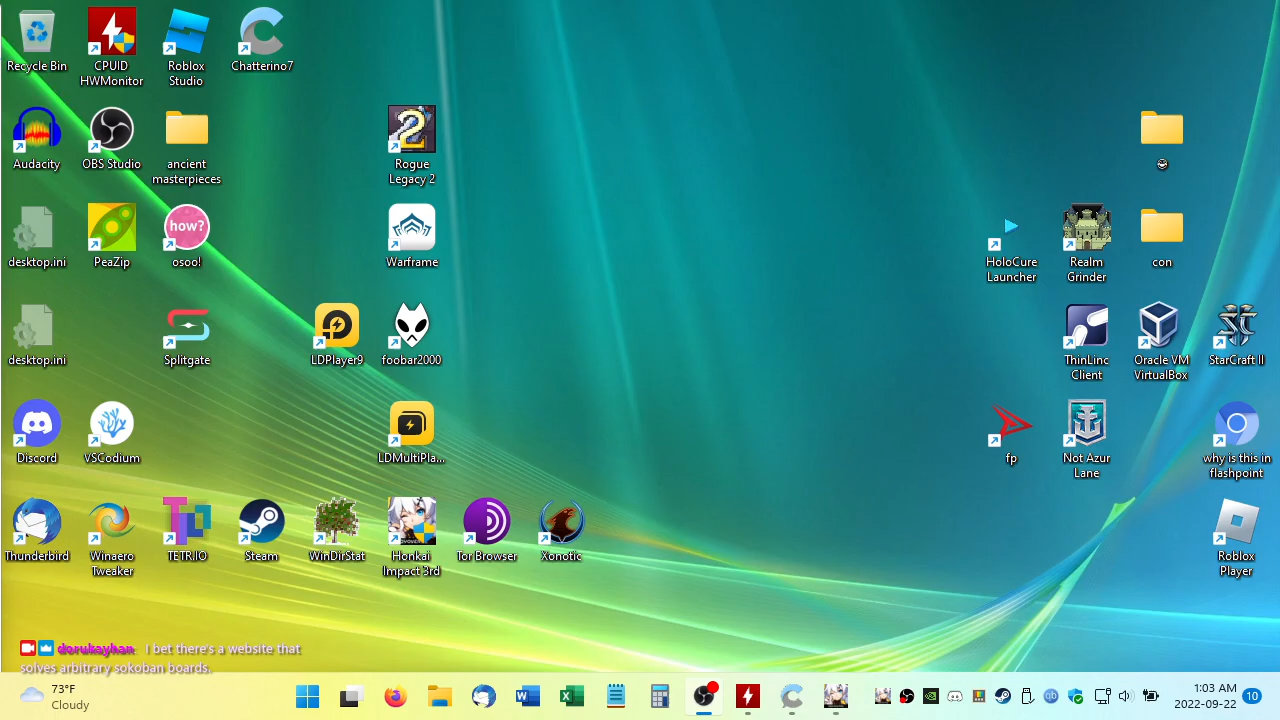 Recycle Bin
CPUID
HWMonitor
Roblox
Studio
Chatterino7
Audacity
OBS Studio
ancient
masterpieces
2
Rogue
Legacy 2
desktop.ini
PeaZip
how?
osoo!
Warframe
HoloCure
Launcher
Realm
Grinder
con
desktop.ini
Splitgate
LDPlayer9
foobar2000
ThinLinc
Client
Oracle VM
VirtualBox
StarCraft II
Discord
VSCodium
LDMultiPla...
fp
Not Azur
Lane
why is this in
flashpoint
Thunderbird
Winaero
Tweaker
TETR.IO
Steam
WinDirStat
Honkai
Impact 3rd
Tor Browser
Xonotic
Roblox
Player
dorukayhan I bet there's a website that
solves arbitrary sokoban boards.
73°F
Cloudy
1:03 AM
2022-09-22
10